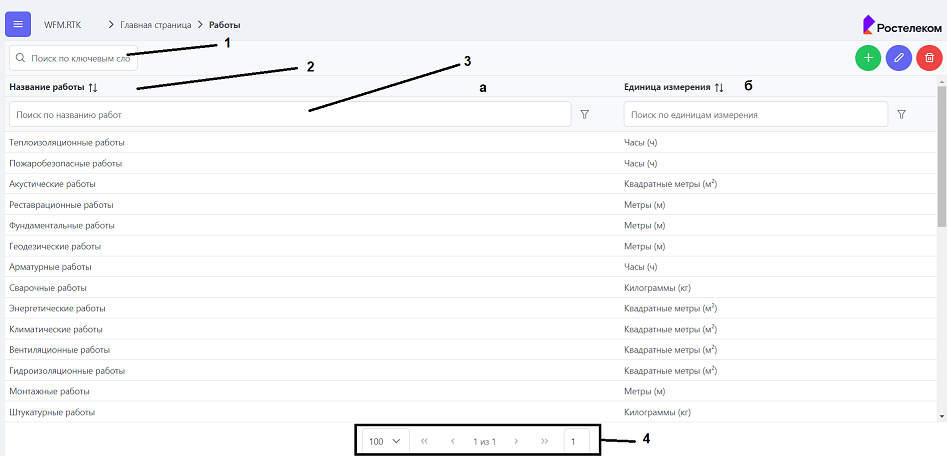 WFM.RTK > Главная страница > Работы
Ростелеком
1
Поиск по ключевым сло
2
3
а
б
Название работы
Единица измерения
Поиск по названию работ
Поиск по единицам измерения
Теплоизоляционные работы Часы (ч)
Пожаробезопасные работы Часы (ч)
Акустические работы Квадратные метры (м²)
Реставрационные работы Метры (м)
Фундаментальные работы Метры (м)
Геодезические работы Метры (м)
Арматурные работы Часы (ч)
Сварочные работы Килограммы (кг)
Энергетические работы Квадратные метры (м²)
Климатические работы Квадратные метры (м²)
Вентиляционные работы Квадратные метры (м²)
Гидроизоляционные работы Квадратные метры (м²)
Монтажные работы Метры (м)
Штукатурные работы Килограммы (кг)
100 « ‹ 1 из 1 › » 1
4